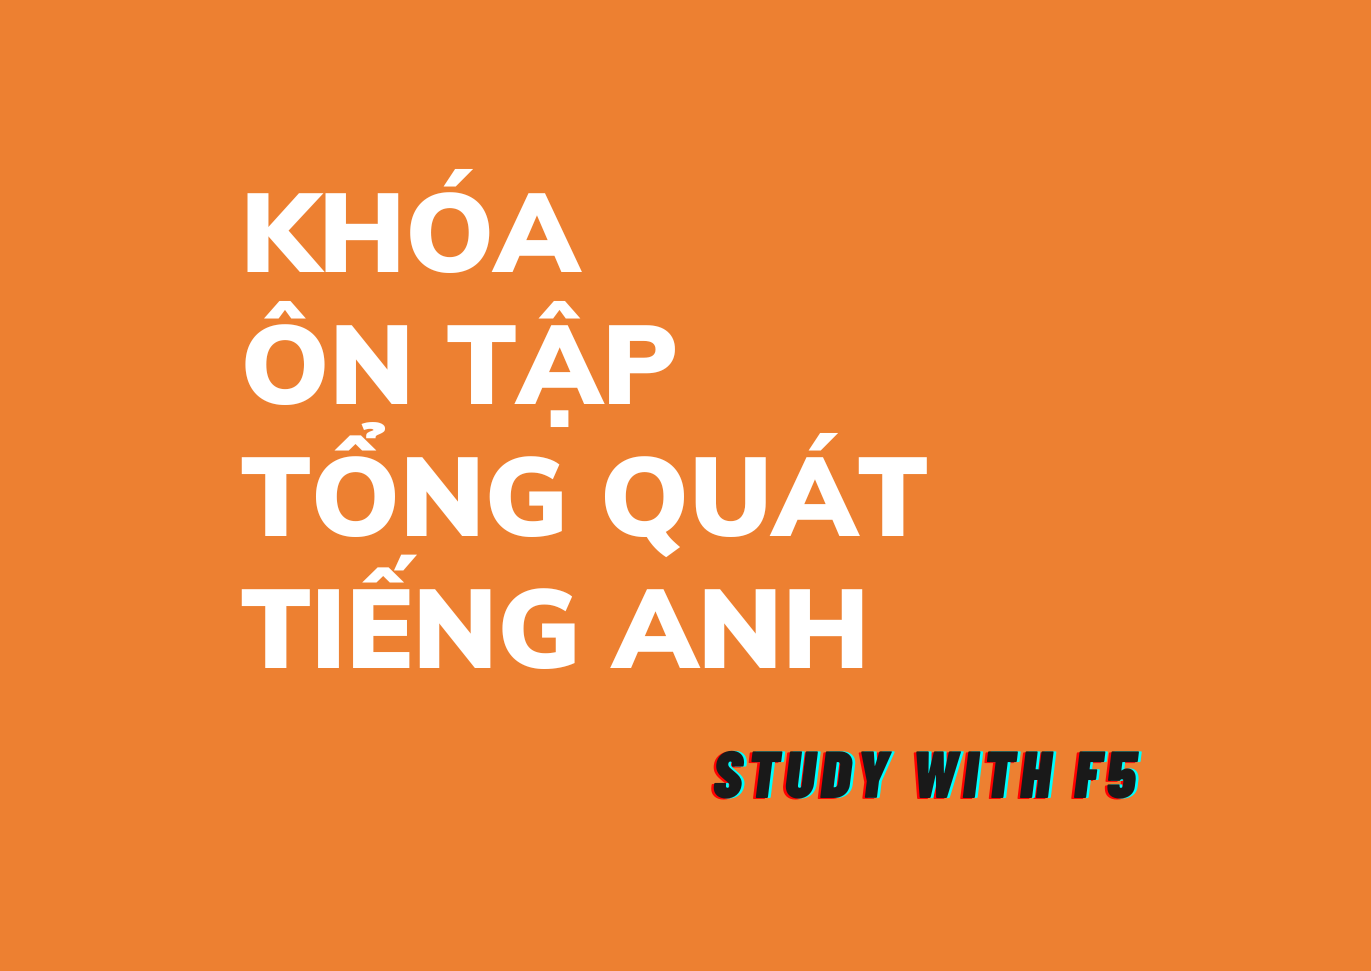 KHÓA
ÔN TẬP
TỔNG QUÁT
TIẾNG ANH
STUDY WITH F5